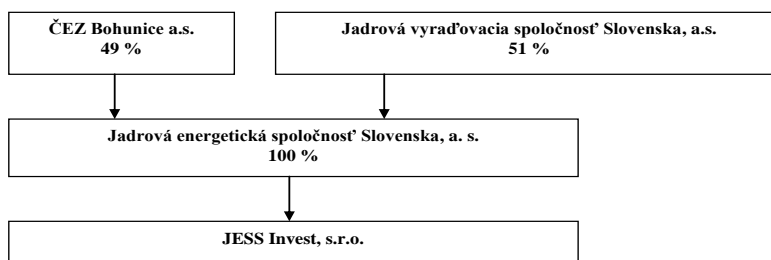 ČEZ Bohunice a.s.
49 %
Jadrová vyraďovacia spoločnosť Slovenska, a.s.
51 %
Jadrová energetická spoločnosť Slovenska, a. s.
100 %
JESS Invest, s.r.o.